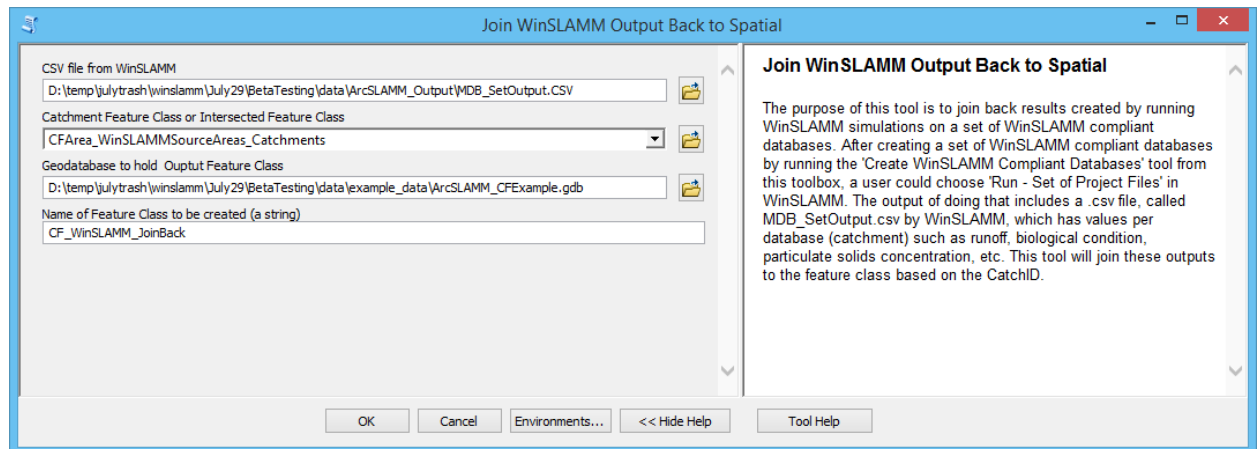 Join WinSLAMM Output Back to Spatial
CSV file from WinSLAMM
D:\temp\julytrash\winslamm\July29\BetaTesting\data\ArcSLAMM_Output\MDB_SetOutput.CSV
Catchment Feature Class or Intersected Feature Class
CFArea_WinSLAMMSourceAreas_Catchments
Geodatabase to hold Ouptut Feature Class
D:\temp\julytrash\winslamm\July29\BetaTesting\data\example_data\ArcSLAMM_CFExample.gdb
Name of Feature Class to be created (a string)
CF_WinSLAMM_JoinBack
Join WinSLAMM Output Back to Spatial
The purpose of this tool is to join back results created by running
WinSLAMM simulations on a set of WinSLAMM compliant
databases. After creating a set of WinSLAMM compliant databases
by running the 'Create WinSLAMM Compliant Databases' tool from
this toolbox, a user could choose 'Run - Set of Project Files' in
WinSLAMM. The output of doing that includes a .csv file, called
MDB_SetOutput.csv by WinSLAMM, which has values per
database (catchment) such as runoff, biological condition,
particulate solids concentration, etc. This tool will join these outputs
to the feature class based on the CatchID.
OK
Cancel
Environments...
<< Hide Help
Tool Help